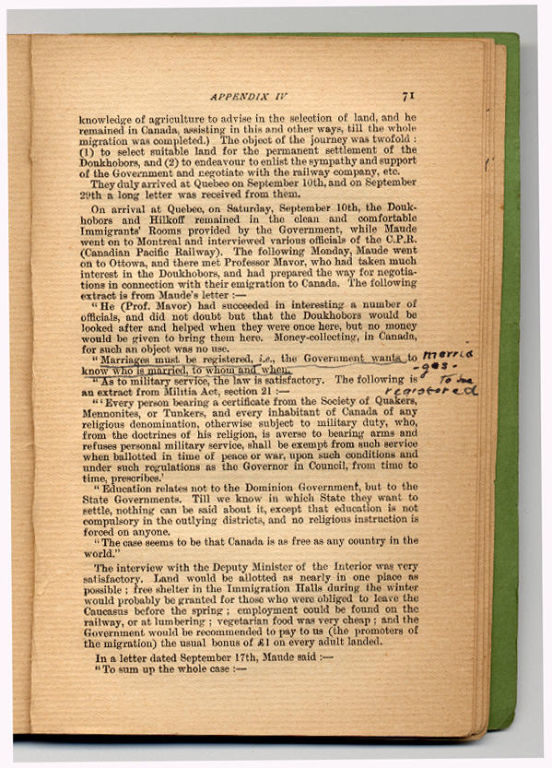 APPENDIX IV 71
knowledge of agriculture to advise in the selection of land, and he
remained in Canada, assisting in this and other ways, till the whole
migration was completed.) The object of the journey was twofold :
(1) to select suitable land for the permanent settlement of the
Doukhobors, and (2) to endeavour to enlist the sympathy and support
of the Government and negotiate with the railway company, etc.
They duly arrived at Quebec on September 10th, and on September
29th a long letter was received from them.
On arrival at Quebec, on Saturday, September 10th, the Douk-
hobors and Hilkoff remained in the clean and comfortable
Immigrants' Rooms provided by the Government, while Maude
went on to Montreal and interviewed various officials of the C.P.R.
(Canadian Pacific Railway). The following Monday, Maude went
on to Ottowa, and there met Professor Mavor, who had taken much
interest in the Doukhobors, and had prepared the way for negotia-
tions in connection with their emigration to Canada. The following
extract is from Maude's letter :—
"He (Prof. Mavor) had succeeded in interesting a number of
officials, and did not doubt but that the Doukhobors would be
looked after and helped when they were once here, but no money
would be given to bring them here. Money-collecting, in Canada,
for such an object was no use.
"Marriages must be registered, i.e., the Government wants to
know who is married, to whom and when.
marria
-ges-
To be
registered
"As to military service, the law is satisfactory. The following is
an extract from Militia Act, section 21 :—
"'Every person bearing a certificate from the Society of Quakers,
Mennonites, or Tunkers, and every inhabitant of Canada of any
religious denomination, otherwise subject to military duty, who,
from the doctrines of his religion, is averse to bearing arms and
refuses personal military service, shall be exempt from such service
when ballotted in time of peace or war, upon such conditions and
under such regulations as the Governor in Council, from time to
time, prescribes.'
"Education relates not to the Dominion Government, but to the
State Governments. Till we know in which State they want to
settle, nothing can be said about it, except that education is not
compulsory in the outlying districts, and no religious instruction is
forced on anyone.
"The case seems to be that Canada is as free as any country in the
world."
The interview with the Deputy Minister of the Interior was very
satisfactory. Land would be allotted as nearly in one place as
possible ; free shelter in the Immigration Halls during the winter
would probably be granted for those who were obliged to leave the
Caucasus before the spring ; employment could be found on the
railway, or at lumbering ; vegetarian food was very cheap ; and the
Government would be recommended to pay to us (the promoters of
the migration) the usual bonus of £1 on every adult landed.
In a letter dated September 17th, Maude said :—
"To sum up the whole case :—